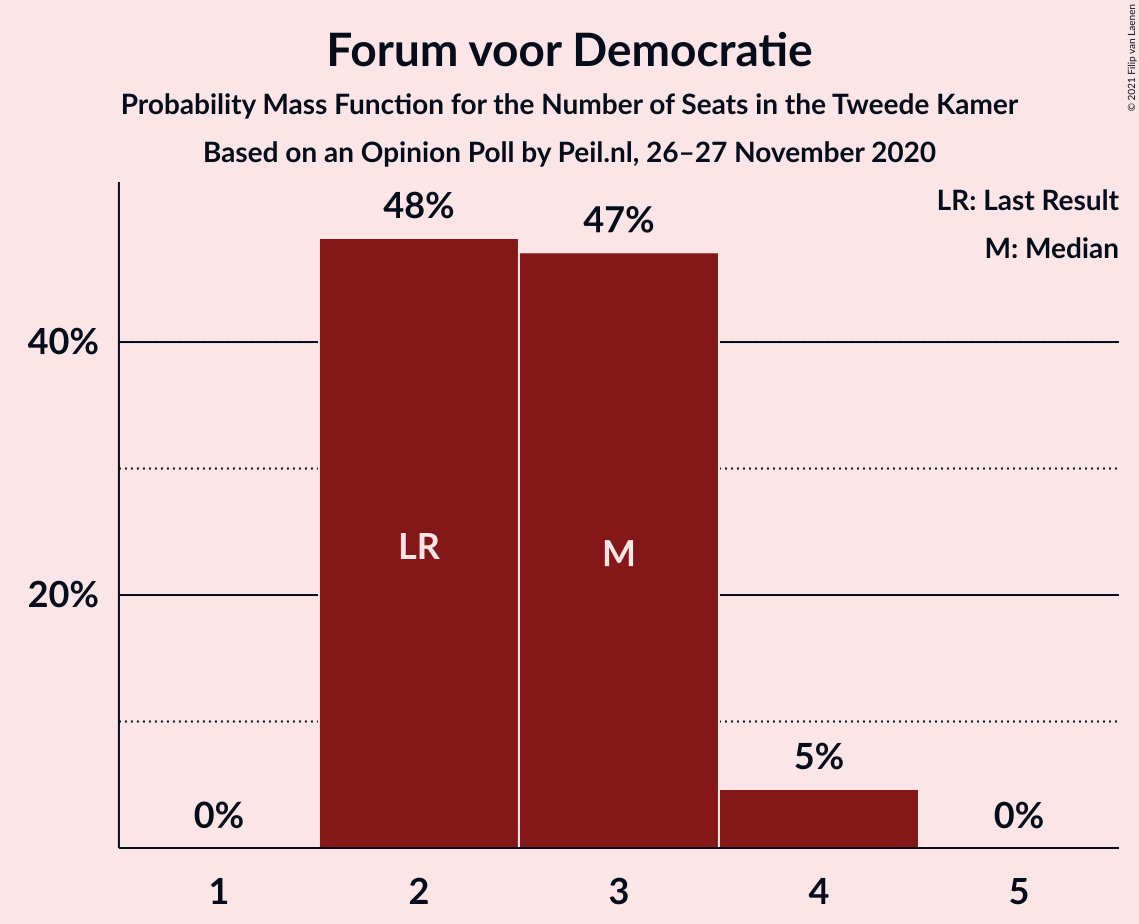 Forum voor Democratie
Probability Mass Function for the Number of Seats in the Tweede Kamer
Based on an Opinion Poll by Peil.nl, 26–27 November 2020
© 2021 Filip van Laenen
LR: Last Result
M: Median
48%
47%
40%
LR
M
20%
5%
0%
0%
1
2
3
4
5